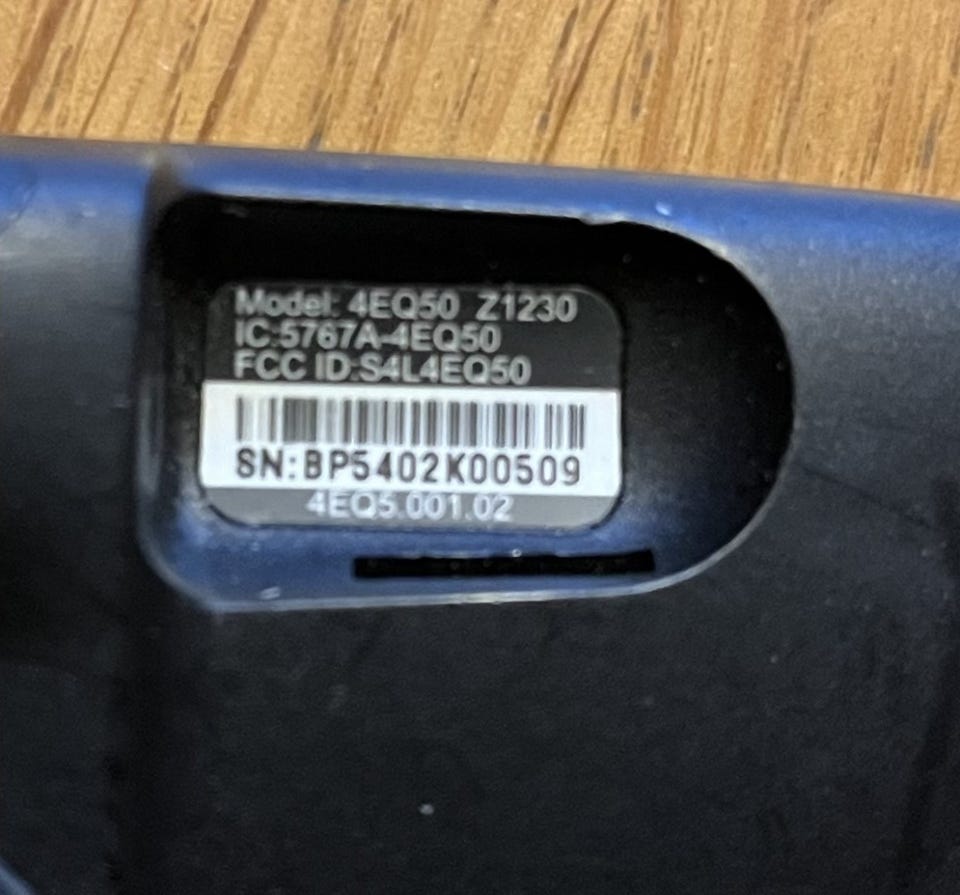 Model: 4EQ50 Z1230
IC:5767A-4EQ50
FCC ID:S4L4EQ50
SN:BP5402K00509
4EQ5.001.02